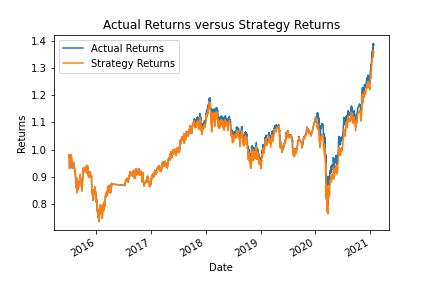 Actual Returns versus Strategy Returns
Actual Returns
Strategy Returns
Returns
1.4
1.3
1.2
1.1
1.0
0.9
0.8
2016
2017
2018
2019
2020
2021
Date